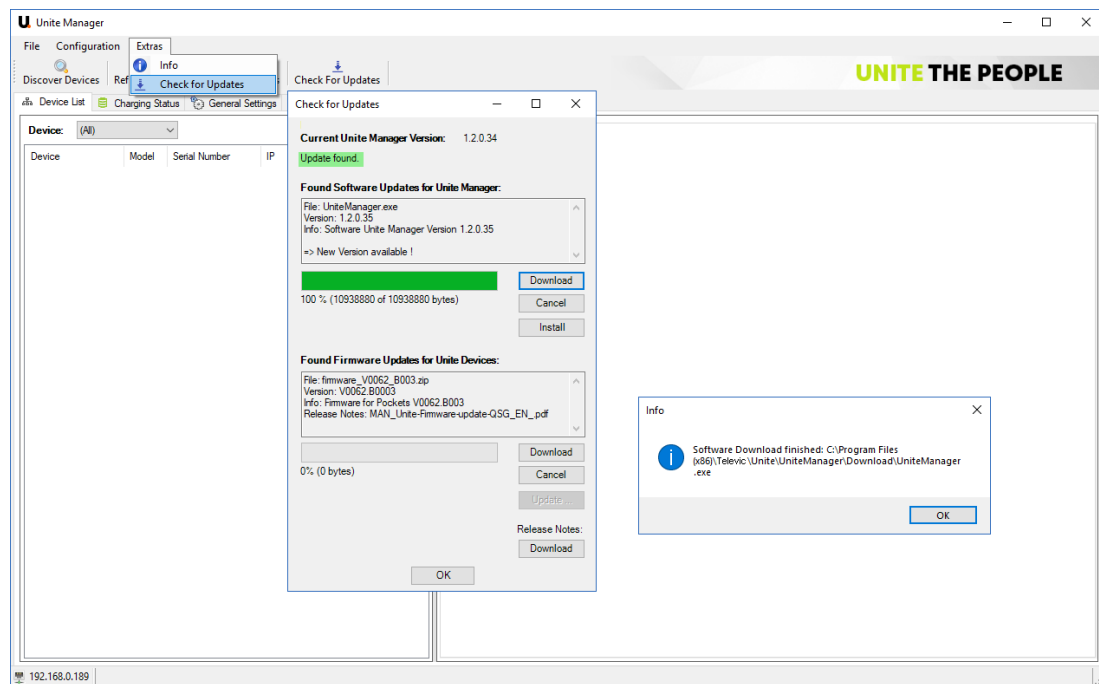 Unite Manager
File Configuration Extras
Info
Check for Updates
Discover Devices Ref
Check For Updates
UNITE THE PEOPLE
Device List Charging Status General Settings
Device: (All)
Device Model Serial Number IP
Check for Updates
Current Unite Manager Version: 1.2.0.34
Update found.
Found Software Updates for Unite Manager:
File: UniteManager.exe
Version: 1.2.0.35
Info: Software Unite Manager Version 1.2.0.35
=> New Version available !
Download
100 % (10938880 of 10938880 bytes)
Cancel
Install
Found Firmware Updates for Unite Devices:
File: firmware_V0062_B003.zip
Version: V0062.B0003
Info: Firmware for Pockets V0062.B003
Release Notes: MAN_Unite-Firmware-update-QSG_EN_.pdf
Download
0% (0 bytes)
Cancel
Update ...
Release Notes:
Download
OK
Info
Software Download finished: C:\Program Files
(x86)\Televic\Unite\UniteManager\Download\UniteManager
.exe
OK
192.168.0.189